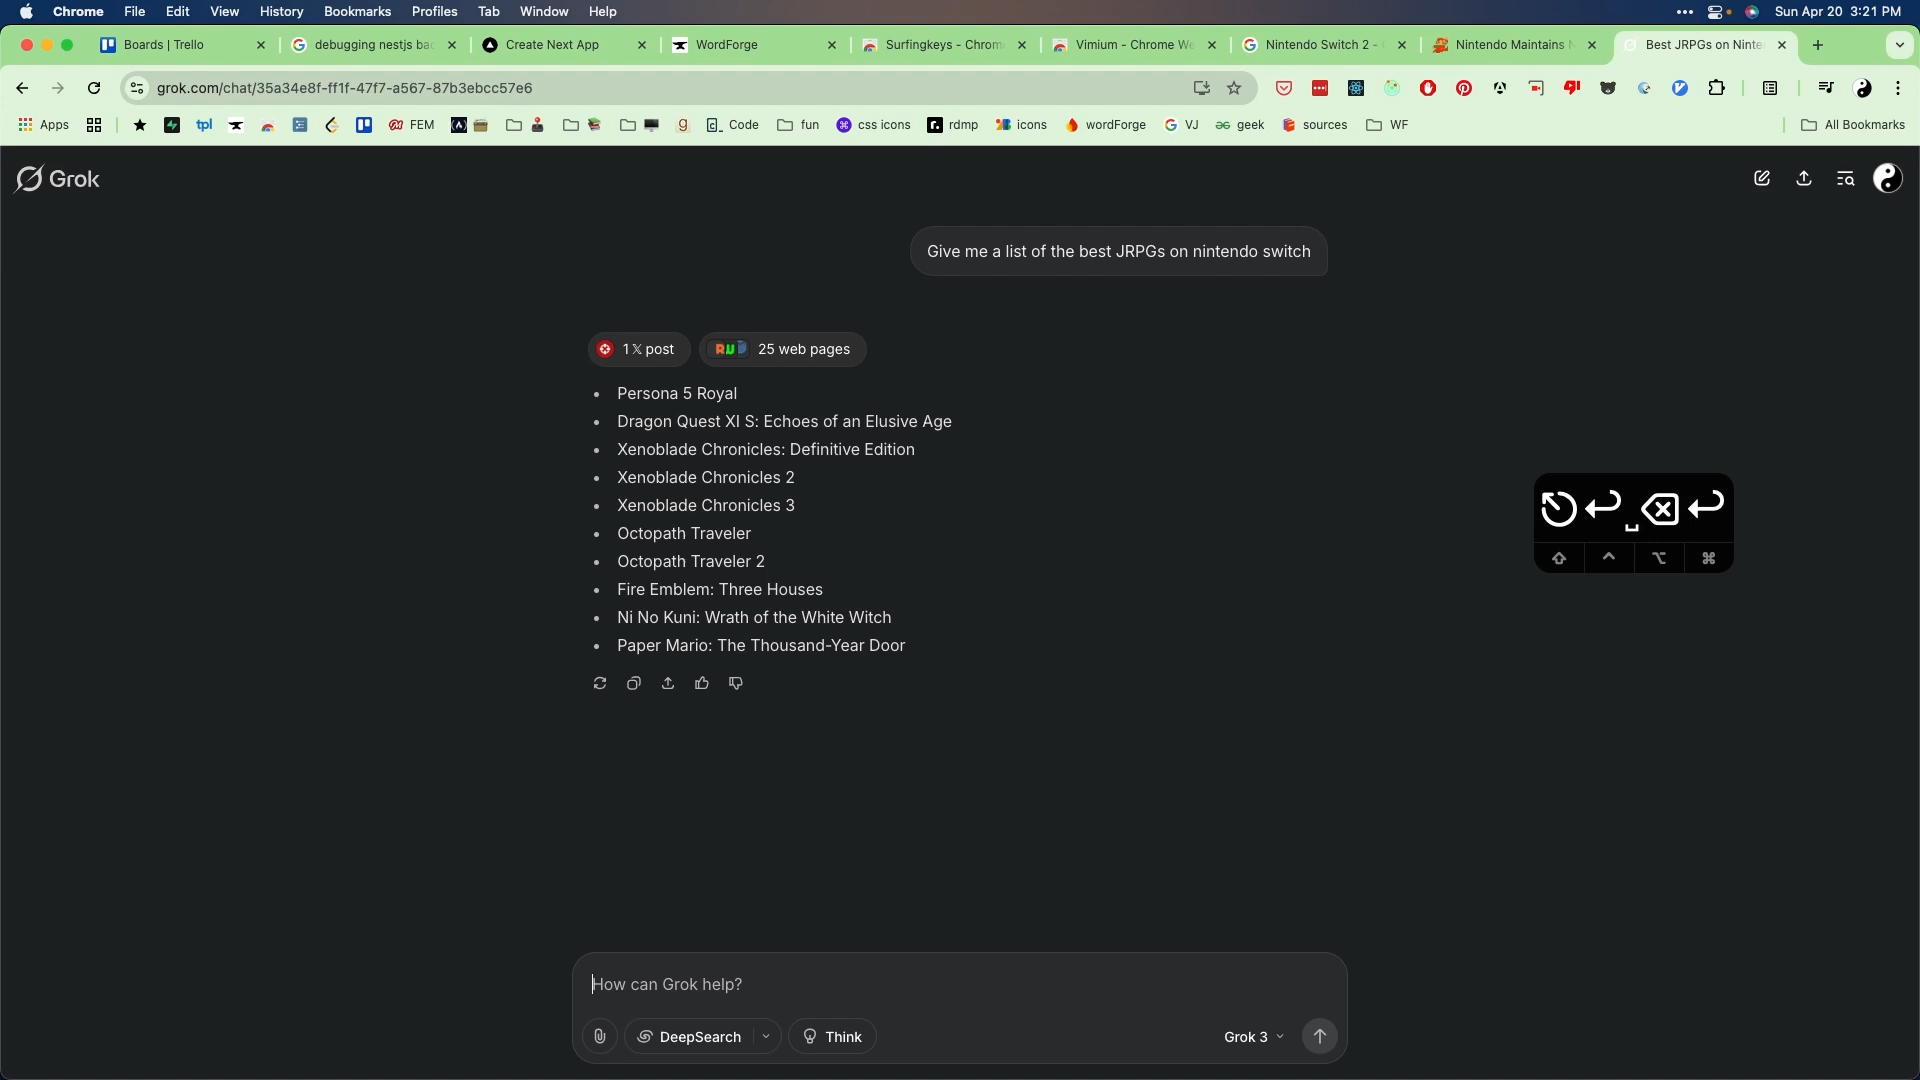 Chrome File Edit View History Bookmarks Profiles Tab Window Help Sun Apr 20 3:21 PM
Boards | Trello debugging nestjs bac Create Next App WordForge Surfingkeys - Chrom Vimium - Chrome We Nintendo Switch 2 - Nintendo Maintains Best JRPGs on Ninte
grok.com/chat/35a34e8f-ff1f-47f7-a567-87b3ebcc57e6
Apps tpl FEM g Code fun css icons r. rdmp icons wordForge VJ geek sources WF All Bookmarks
Grok
Give me a list of the best JRPGs on nintendo switch
1 𝕏 post 25 web pages
• Persona 5 Royal
• Dragon Quest XI S: Echoes of an Elusive Age
• Xenoblade Chronicles: Definitive Edition
• Xenoblade Chronicles 2
• Xenoblade Chronicles 3
• Octopath Traveler
• Octopath Traveler 2
• Fire Emblem: Three Houses
• Ni No Kuni: Wrath of the White Witch
• Paper Mario: The Thousand-Year Door
How can Grok help?
DeepSearch Think Grok 3